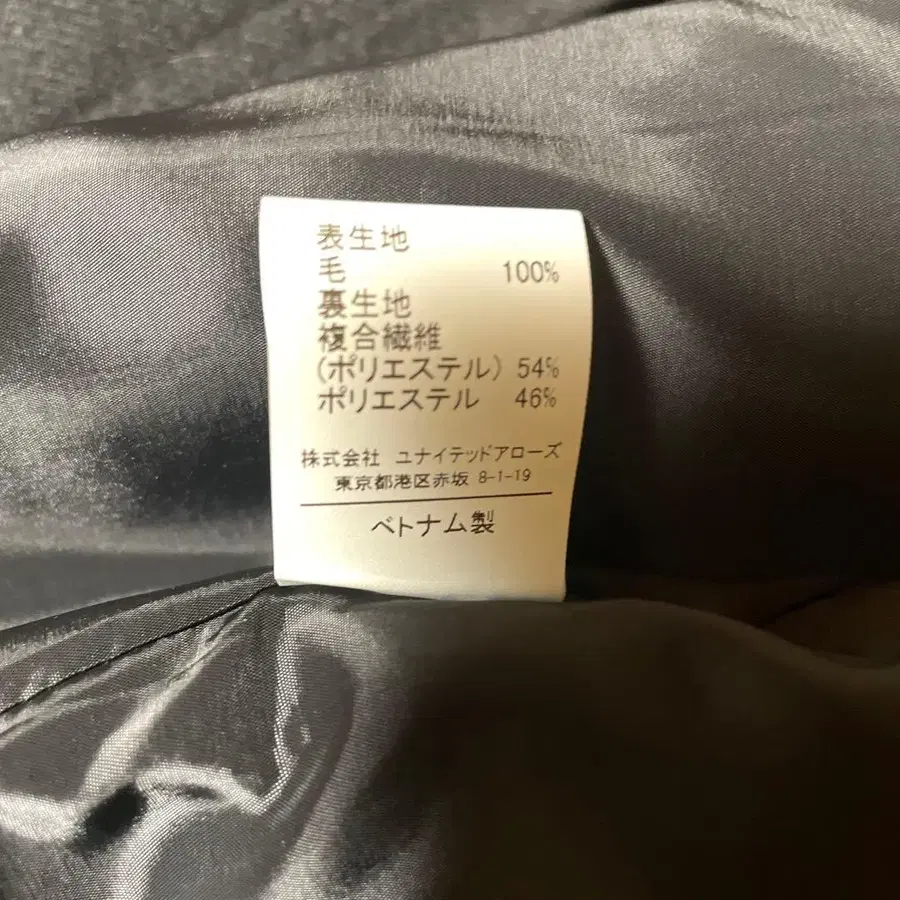 表生地
毛 100%
裏生地
複合繊維
(ポリエステル) 54%
ポリエステル 46%
株式会社 ユナイテッドアローズ
東京都港区赤坂 8-1-19
ベトナム製